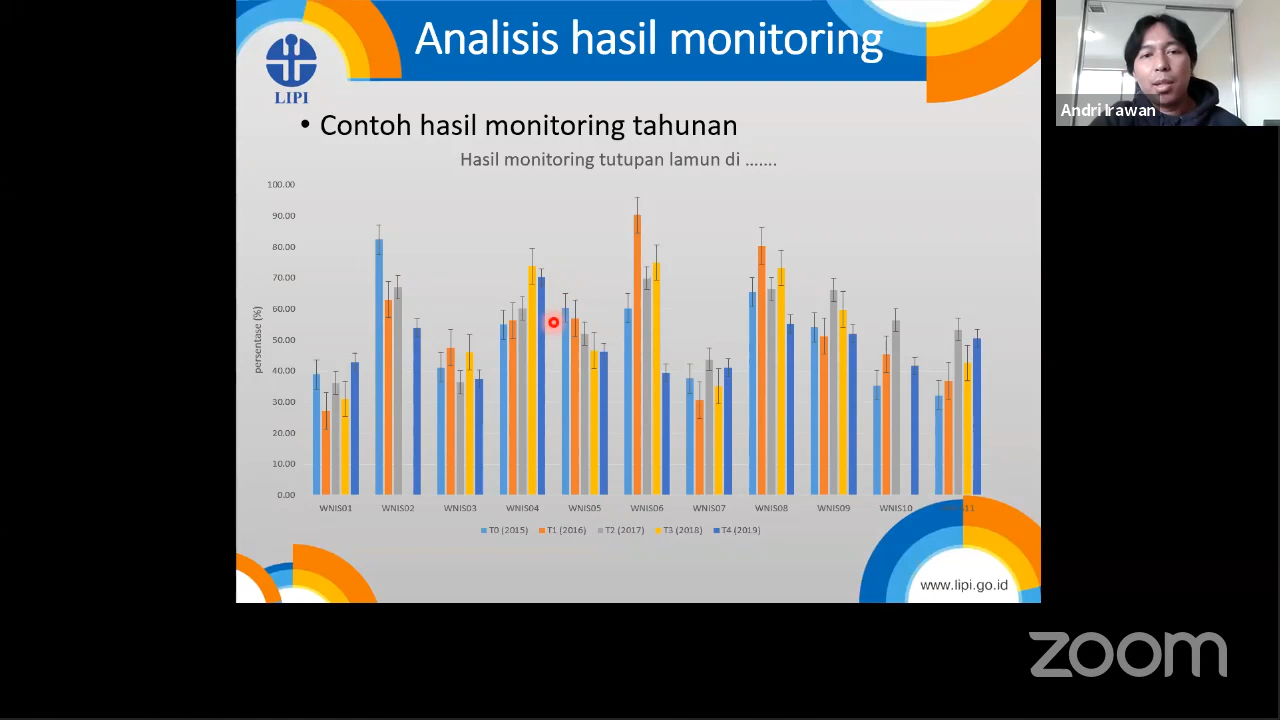 Analisis hasil monitoring
LIPI
Andri Irawan
• Contoh hasil monitoring tahunan
Hasil monitoring tutupan lamun di .......
persentase (%)
100.00
90.00
80.00
70.00
60.00
50.00
40.00
30.00
20.00
10.00
0.00
WNIS01 WNIS02 WNIS03 WNIS04 WNIS05 WNIS06 WNIS07 WNIS08 WNIS09 WNIS10 WNIS11
T0 (2015) T1 (2016) T2 (2017) T3 (2018) T4 (2019)
www.lipi.go.id
zoom